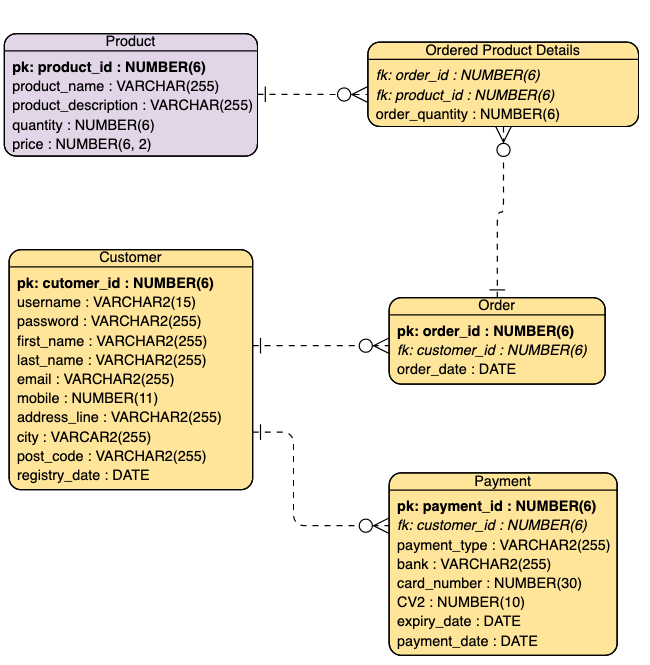 Product
pk: product_id : NUMBER(6)
product_name : VARCHAR(255)
product_description : VARCHAR(255)
quantity : NUMBER(6)
price : NUMBER(6, 2)
Ordered Product Details
fk: order_id : NUMBER(6)
fk: product_id : NUMBER(6)
order_quantity : NUMBER(6)
Customer
pk: cutomer_id : NUMBER(6)
username : VARCHAR2(15)
password : VARCHAR2(255)
first_name : VARCHAR2(255)
last_name : VARCHAR2(255)
email : VARCHAR2(255)
mobile : NUMBER(11)
address_line : VARCHAR2(255)
city : VARCAR2(255)
post_code : VARCHAR2(255)
registry_date : DATE
Order
pk: order_id : NUMBER(6)
fk: customer_id : NUMBER(6)
order_date : DATE
Payment
pk: payment_id : NUMBER(6)
fk: customer_id : NUMBER(6)
payment_type : VARCHAR2(255)
bank : VARCHAR2(255)
card_number : NUMBER(30)
CV2 : NUMBER(10)
expiry_date : DATE
payment_date : DATE